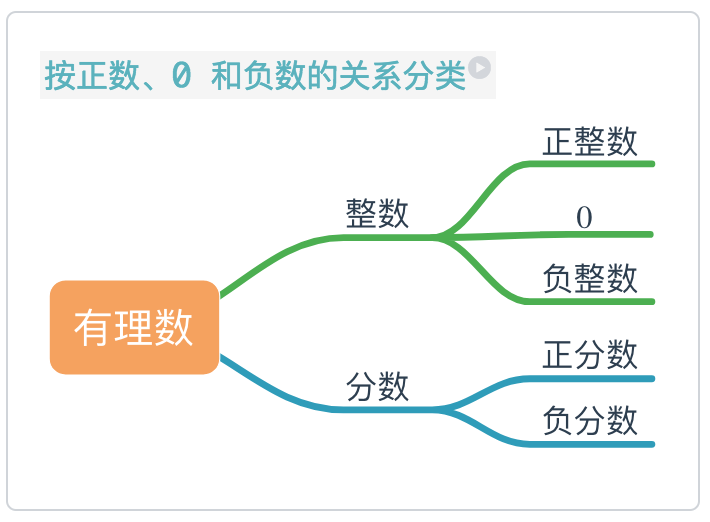 按正数、0 和负数的关系分类
正整数
整数
0
负整数
有理数
正分数
分数
负分数